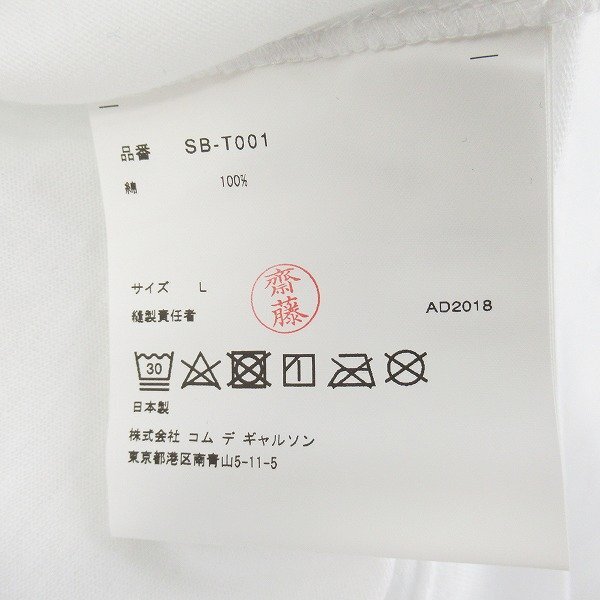 品番 SB-T001
綿 100%
サイズ L
縫製責任者
齋藤
AD2018
30
日本製
株式会社 コム デ ギャルソン
東京都港区南青山5-11-5